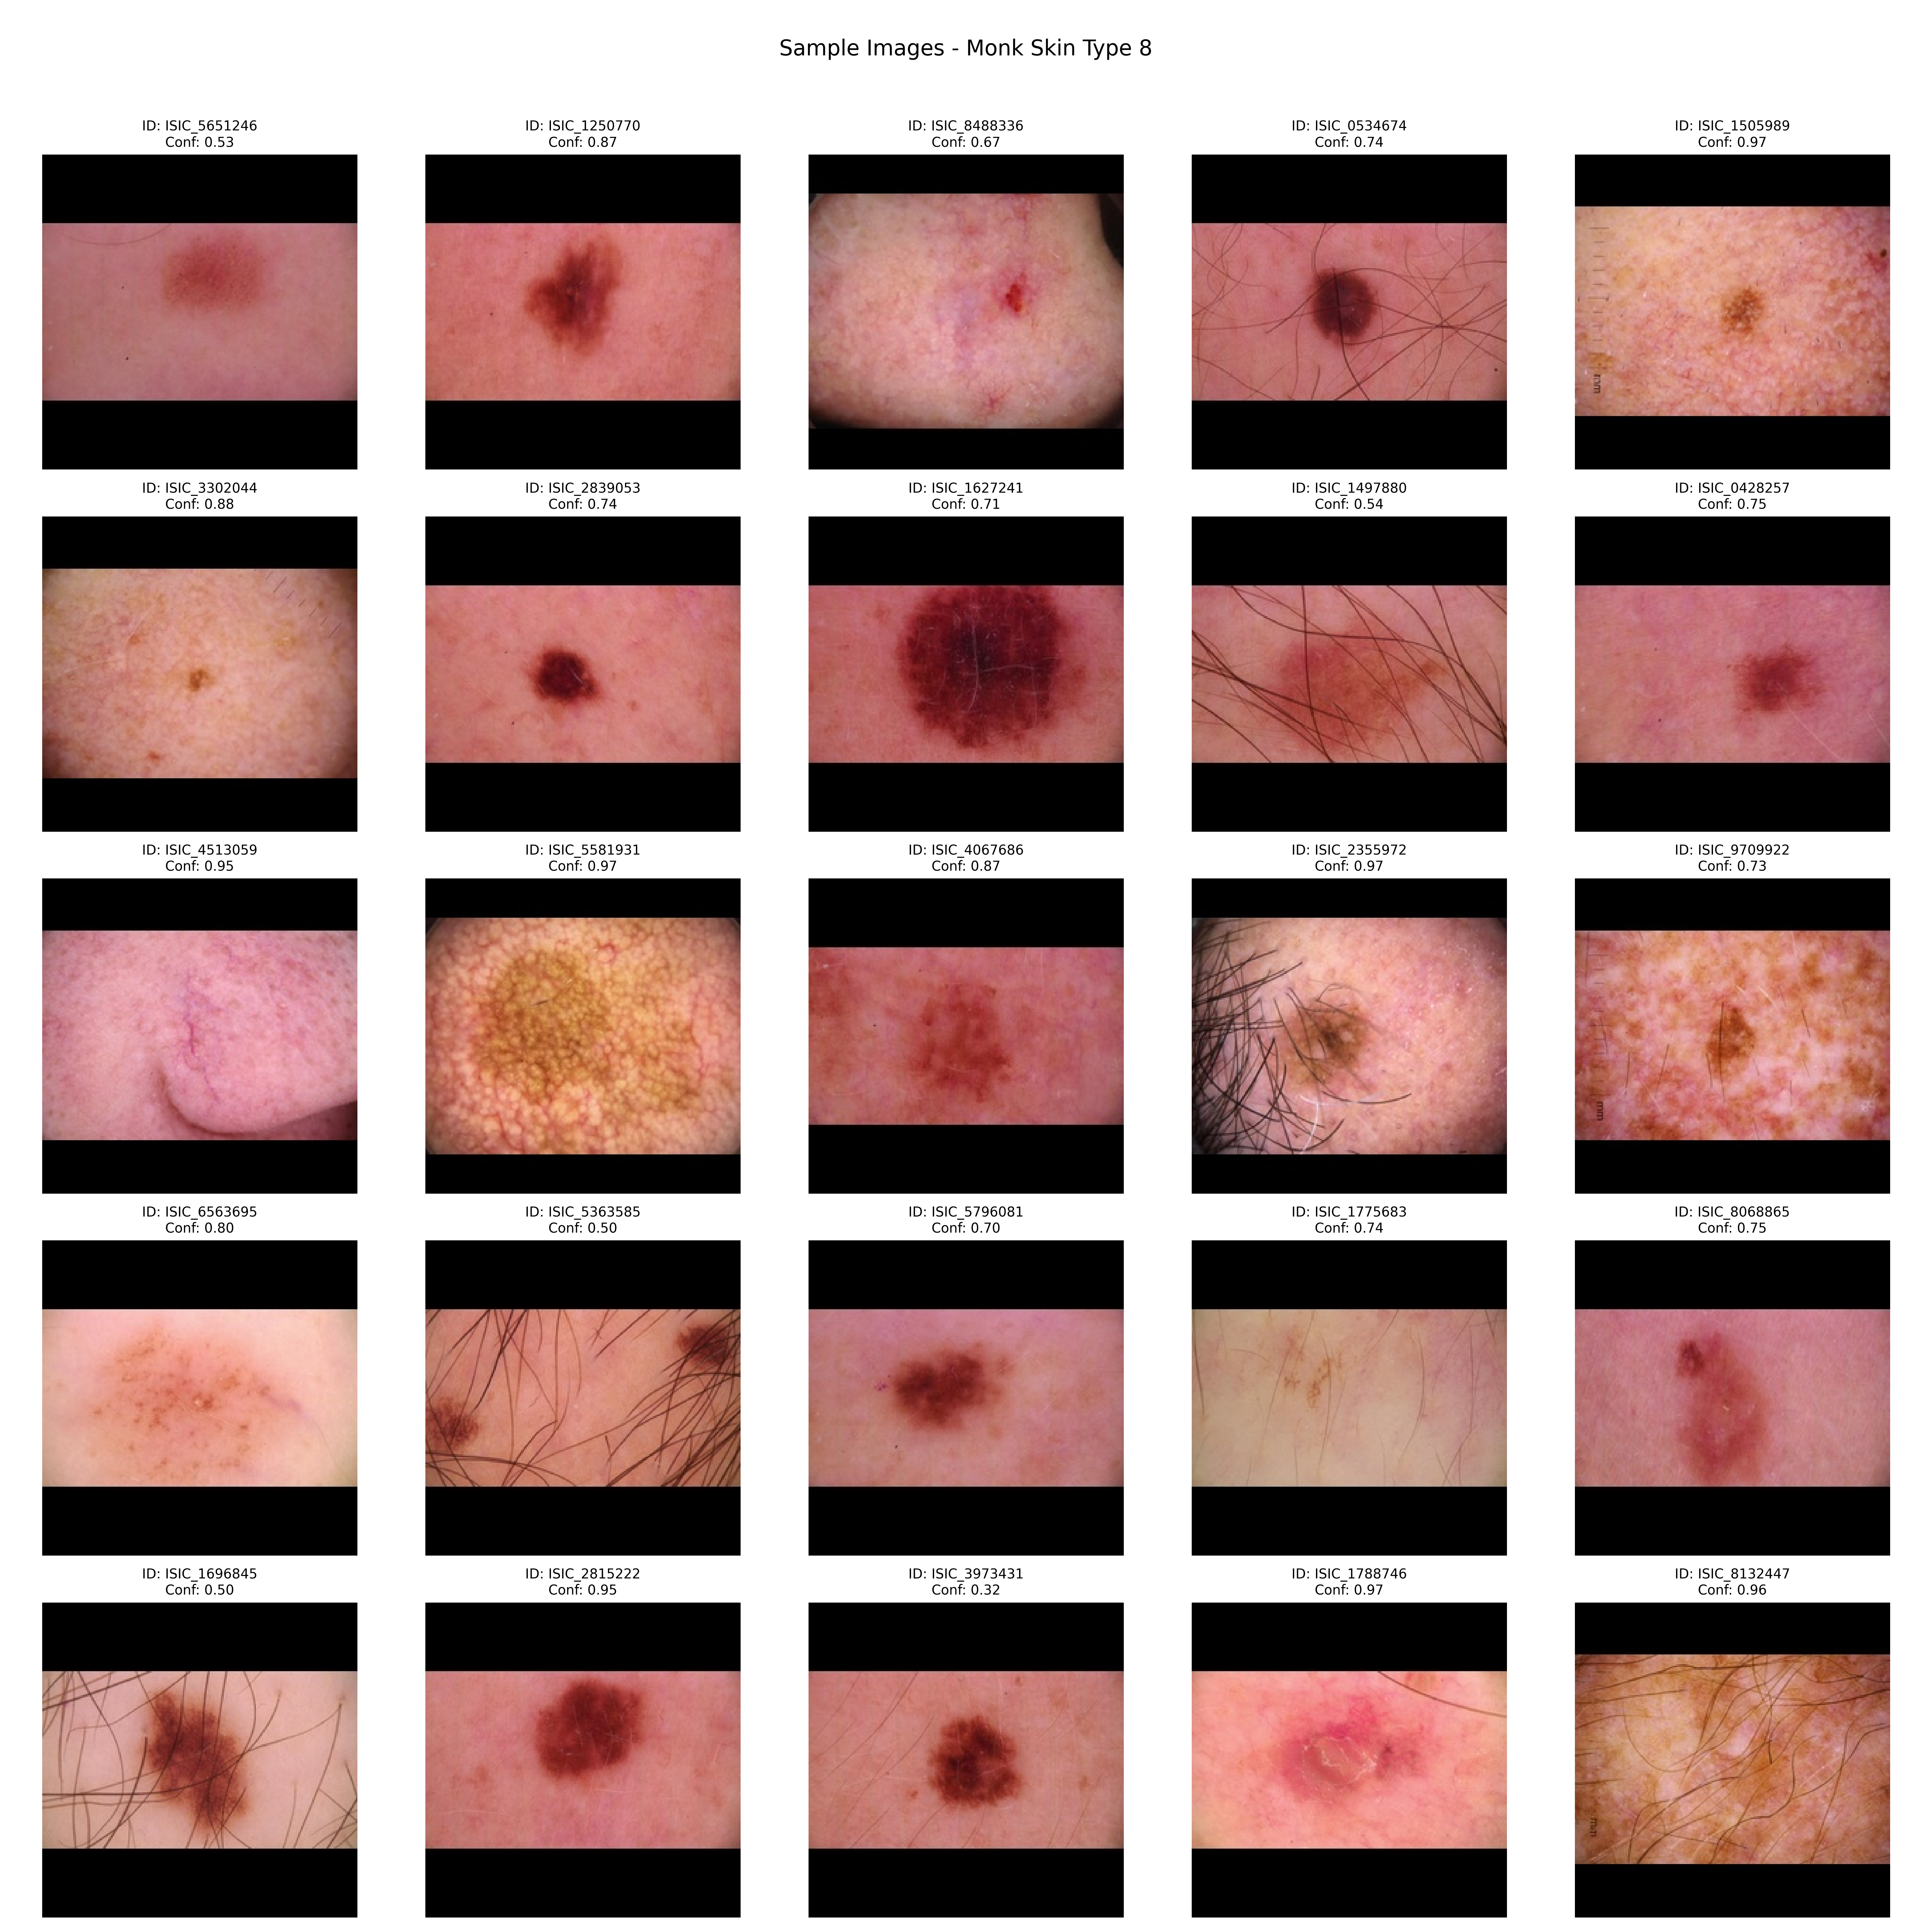 Sample Images - Monk Skin Type 8
ID: ISIC_5651246
Conf: 0.53
ID: ISIC_1250770
Conf: 0.87
ID: ISIC_8488336
Conf: 0.67
ID: ISIC_0534674
Conf: 0.74
ID: ISIC_1505989
Conf: 0.97
mm
ID: ISIC_3302044
Conf: 0.88
ID: ISIC_2839053
Conf: 0.74
ID: ISIC_1627241
Conf: 0.71
ID: ISIC_1497880
Conf: 0.54
ID: ISIC_0428257
Conf: 0.75
ID: ISIC_4513059
Conf: 0.95
ID: ISIC_5581931
Conf: 0.97
ID: ISIC_4067686
Conf: 0.87
ID: ISIC_2355972
Conf: 0.97
ID: ISIC_9709922
Conf: 0.73
mm
ID: ISIC_6563695
Conf: 0.80
ID: ISIC_5363585
Conf: 0.50
ID: ISIC_5796081
Conf: 0.70
ID: ISIC_1775683
Conf: 0.74
ID: ISIC_8068865
Conf: 0.75
ID: ISIC_1696845
Conf: 0.50
ID: ISIC_2815222
Conf: 0.95
ID: ISIC_3973431
Conf: 0.32
ID: ISIC_1788746
Conf: 0.97
ID: ISIC_8132447
Conf: 0.96
mm